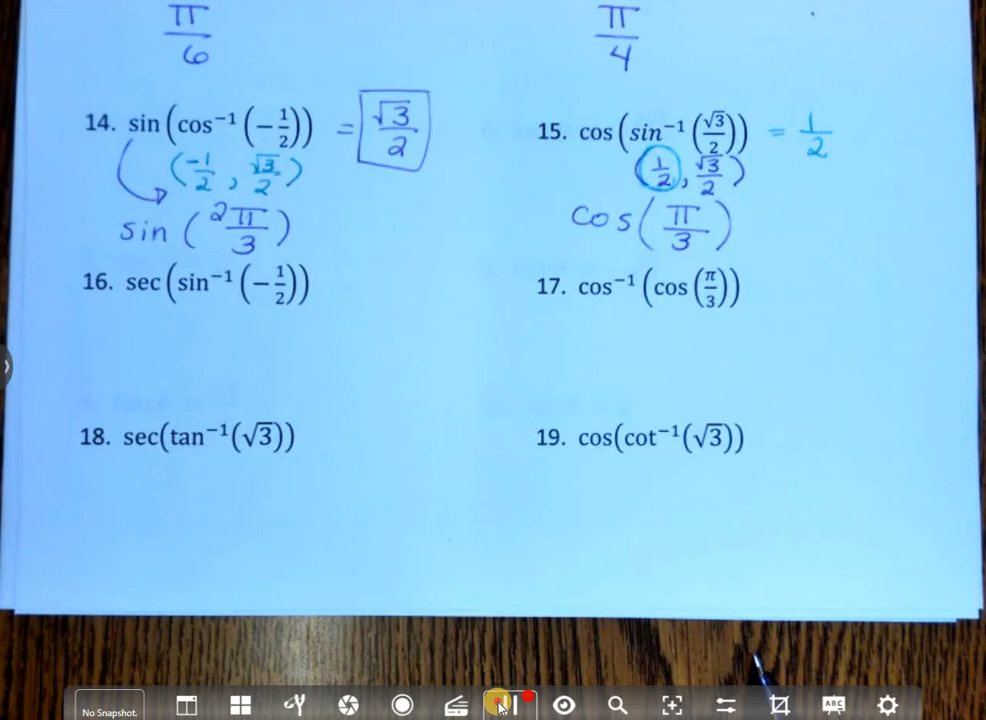 π/6
π/4
14. sin(cos⁻¹(−1/2)) = √3/2
(−1/2, √3/2)
sin(2π/3)
15. cos(sin⁻¹(√3/2)) = 1/2
(1/2, √3/2)
cos(π/3)
16. sec(sin⁻¹(−1/2))
17. cos⁻¹(cos(π/3))
18. sec(tan⁻¹(√3))
19. cos(cot⁻¹(√3))
No Snapshot.
ABC